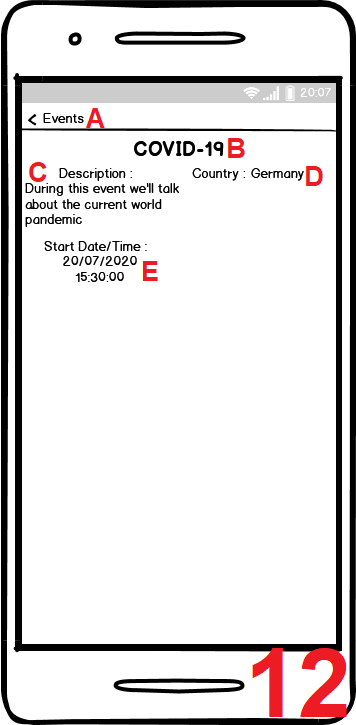 20:07
< Events A
COVID-19 B
C Description :
Country : Germany D
During this event we'll talk
about the current world
pandemic
Start Date/Time :
20/07/2020
15:30:00 E
12